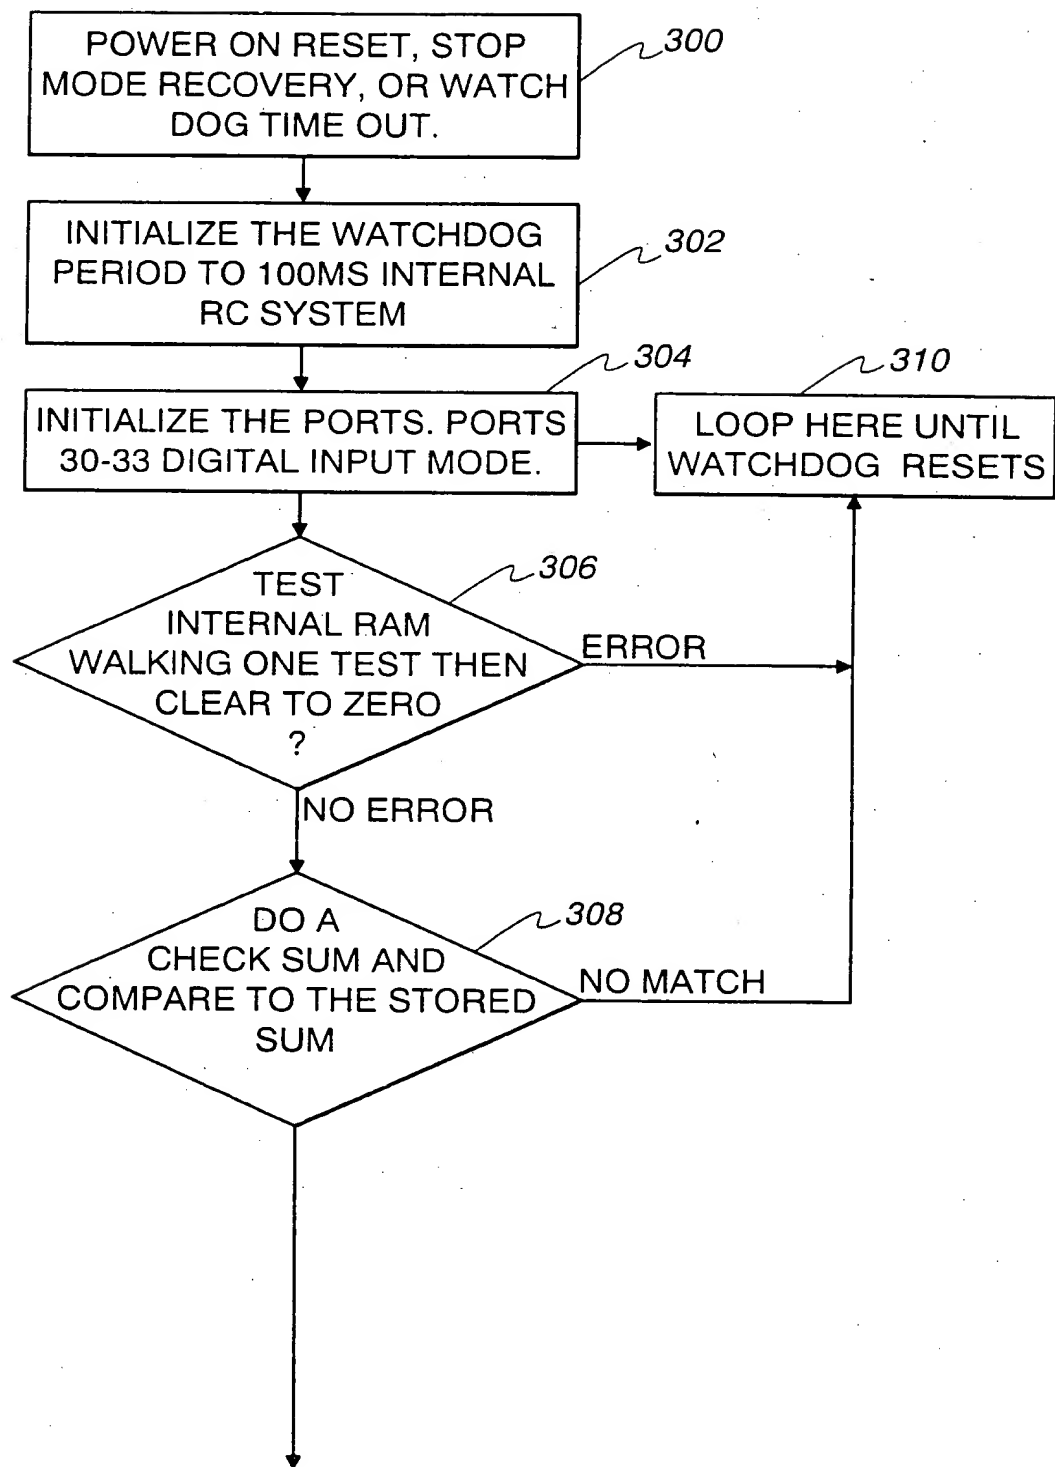 POWER ON RESET, STOP
MODE RECOVERY, OR WATCH
DOG TIME OUT.
300
INITIALIZE THE WATCHDOG
PERIOD TO 100MS INTERNAL
RC SYSTEM
302
INITIALIZE THE PORTS. PORTS
30-33 DIGITAL INPUT MODE.
304
LOOP HERE UNTIL
WATCHDOG RESETS
310
TEST
INTERNAL RAM
WALKING ONE TEST THEN
CLEAR TO ZERO
?
306
ERROR
NO ERROR
DO A
CHECK SUM AND
COMPARE TO THE STORED
SUM
308
NO MATCH